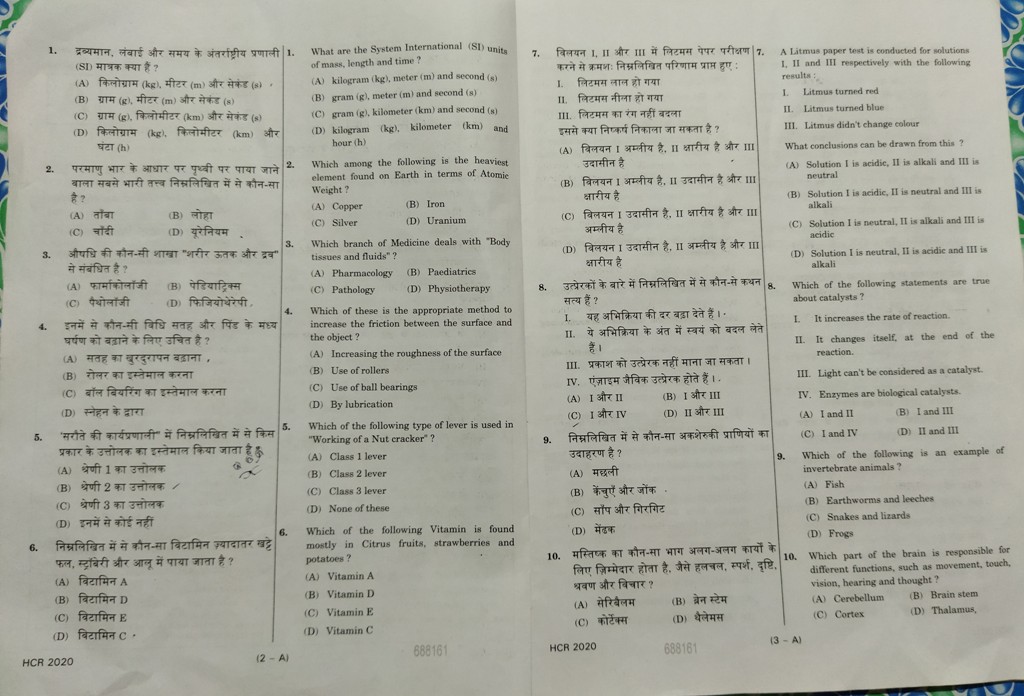 1. द्रव्यमान, लंबाई और समय के अंतर्राष्ट्रीय प्रणाली
(SI) मात्रक क्या हैं ?
(A) किलोग्राम (kg), मीटर (m) और सेकंड (s)
(B) ग्राम (g), मीटर (m) और सेकंड (s)
(C) ग्राम (g), किलोमीटर (km) और सेकंड (s)
(D) किलोग्राम (kg), किलोमीटर (km) और
घंटा (h)
2. परमाणु भार के आधार पर पृथ्वी पर पाया जाने
वाला सबसे भारी तत्त्व निम्नलिखित में से कौन-सा
है ?
(A) ताँबा (B) लोहा
(C) चाँदी (D) यूरेनियम
3. औषधि की कौन-सी शाखा "शरीर ऊतक और द्रव"
से संबंधित है ?
(A) फार्माकोलॉजी (B) पेडियाट्रिक्स
(C) पैथोलॉजी (D) फिजियोथेरेपी
4. इनमें से कौन-सी विधि सतह और पिंड के मध्य
घर्षण को बढ़ाने के लिए उचित है ?
(A) सतह का खुरदुरापन बढ़ाना
(B) रोलर का इस्तेमाल करना
(C) बॉल बियरिंग का इस्तेमाल करना
(D) स्नेहन के द्वारा
5. "सरौते की कार्यप्रणाली" में निम्नलिखित में से किस
प्रकार के उत्तोलक का इस्तेमाल किया जाता है ?
(A) श्रेणी 1 का उत्तोलक
(B) श्रेणी 2 का उत्तोलक
(C) श्रेणी 3 का उत्तोलक
(D) इनमें से कोई नहीं
6. निम्नलिखित में से कौन-सा विटामिन ज़्यादातर खट्टे
फल, स्ट्रॉबेरी और आलू में पाया जाता है ?
(A) विटामिन A
(B) विटामिन D
(C) विटामिन E
(D) विटामिन C
HCR 2020
1. What are the System International (SI) units
of mass, length and time ?
(A) kilogram (kg), meter (m) and second (s)
(B) gram (g), meter (m) and second (s)
(C) gram (g), kilometer (km) and second (s)
(D) kilogram (kg), kilometer (km) and
hour (h)
2. Which among the following is the heaviest
element found on Earth in terms of Atomic
Weight ?
(A) Copper (B) Iron
(C) Silver (D) Uranium
3. Which branch of Medicine deals with "Body
tissues and fluids" ?
(A) Pharmacology (B) Paediatrics
(C) Pathology (D) Physiotherapy
4. Which of these is the appropriate method to
increase the friction between the surface and
the object ?
(A) Increasing the roughness of the surface
(B) Use of rollers
(C) Use of ball bearings
(D) By lubrication
5. Which of the following type of lever is used in
"Working of a Nut cracker" ?
(A) Class 1 lever
(B) Class 2 lever
(C) Class 3 lever
(D) None of these
6. Which of the following Vitamin is found
mostly in Citrus fruits, strawberries and
potatoes ?
(A) Vitamin A
(B) Vitamin D
(C) Vitamin E
(D) Vitamin C
(2 – A)
688161
7. विलयन I, II और III में लिटमस पेपर परीक्षण
करने से क्रमशः निम्नलिखित परिणाम प्राप्त हुए :
I. लिटमस लाल हो गया
II. लिटमस नीला हो गया
III. लिटमस का रंग नहीं बदला
इससे क्या निष्कर्ष निकाला जा सकता है ?
(A) विलयन I अम्लीय है, II क्षारीय है और III
उदासीन है
(B) विलयन I अम्लीय है, II उदासीन है और III
क्षारीय है
(C) विलयन I उदासीन है, II क्षारीय है और III
अम्लीय है
(D) विलयन I उदासीन है, II अम्लीय है और III
क्षारीय है
8. उत्प्रेरकों के बारे में निम्नलिखित में से कौन-से कथन
सत्य हैं ?
I. यह अभिक्रिया की दर बढ़ा देते हैं ।
II. ये अभिक्रिया के अंत में स्वयं को बदल लेते
हैं ।
III. प्रकाश को उत्प्रेरक नहीं माना जा सकता ।
IV. एंज़ाइम जैविक उत्प्रेरक होते हैं ।
(A) I और II (B) I और III
(C) I और IV (D) II और III
9. निम्नलिखित में से कौन-सा अकशेरुकी प्राणियों का
उदाहरण है ?
(A) मछली
(B) केंचुएँ और जोंक
(C) साँप और गिरगिट
(D) मेंढक
10. मस्तिष्क का कौन-सा भाग अलग-अलग कार्यों के
लिए ज़िम्मेदार होता है, जैसे हलचल, स्पर्श, दृष्टि,
श्रवण और विचार ?
(A) सेरिबैलम (B) ब्रेन स्टेम
(C) कोर्टेक्स (D) थैलेमस
HCR 2020
7. A Litmus paper test is conducted for solutions
I, II and III respectively with the following
results :
I. Litmus turned red
II. Litmus turned blue
III. Litmus didn't change colour
What conclusions can be drawn from this ?
(A) Solution I is acidic, II is alkali and III is
neutral
(B) Solution I is acidic, II is neutral and III is
alkali
(C) Solution I is neutral, II is alkali and III is
acidic
(D) Solution I is neutral, II is acidic and III is
alkali
8. Which of the following statements are true
about catalysts ?
I. It increases the rate of reaction.
II. It changes itself, at the end of the
reaction.
III. Light can't be considered as a catalyst.
IV. Enzymes are biological catalysts.
(A) I and II (B) I and III
(C) I and IV (D) II and III
9. Which of the following is an example of
invertebrate animals ?
(A) Fish
(B) Earthworms and leeches
(C) Snakes and lizards
(D) Frogs
10. Which part of the brain is responsible for
different functions, such as movement, touch,
vision, hearing and thought ?
(A) Cerebellum (B) Brain stem
(C) Cortex (D) Thalamus
(3 – A)
688161